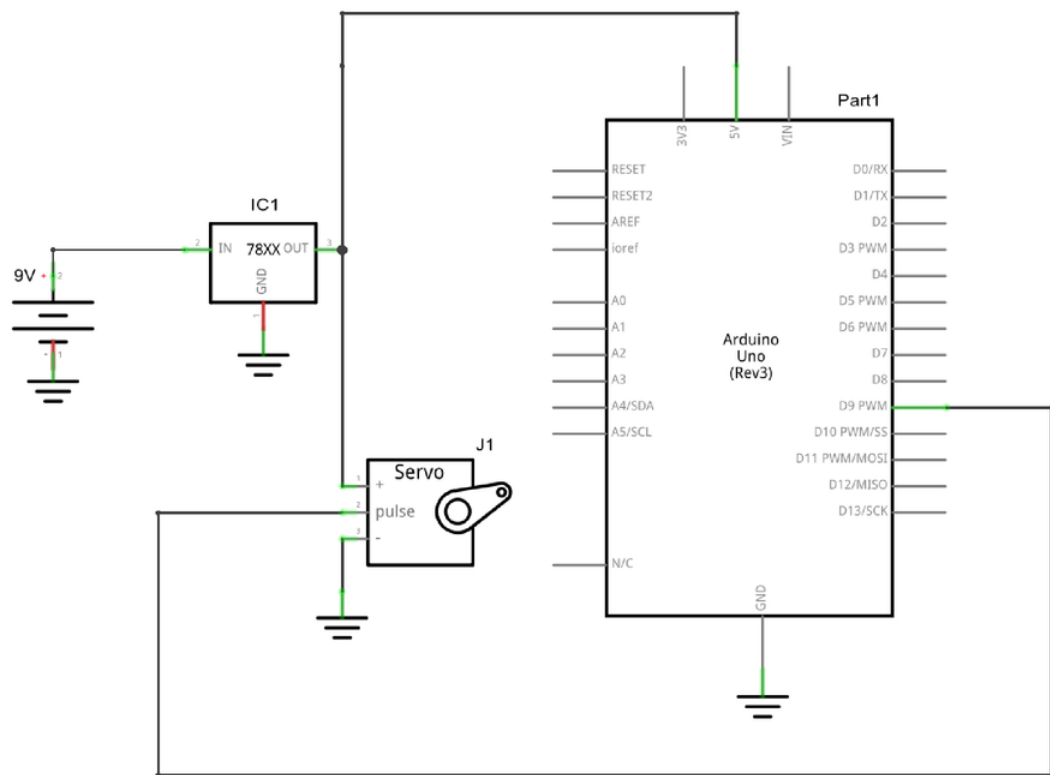 Part1
3V3
5V
VIN
RESET
RESET2
AREF
ioref
A0
A1
A2
A3
A4/SDA
A5/SCL
N/C
Arduino
Uno
(Rev3)
D0/RX
D1/TX
D2
D3 PWM
D4
D5 PWM
D6 PWM
D7
D8
D9 PWM
D10 PWM/SS
D11 PWM/MOSI
D12/MISO
D13/SCK
GND
IC1
2 IN 78XX OUT 3
GND
1
9V + 2
- 1
J1
Servo
1 +
2 pulse
3 -